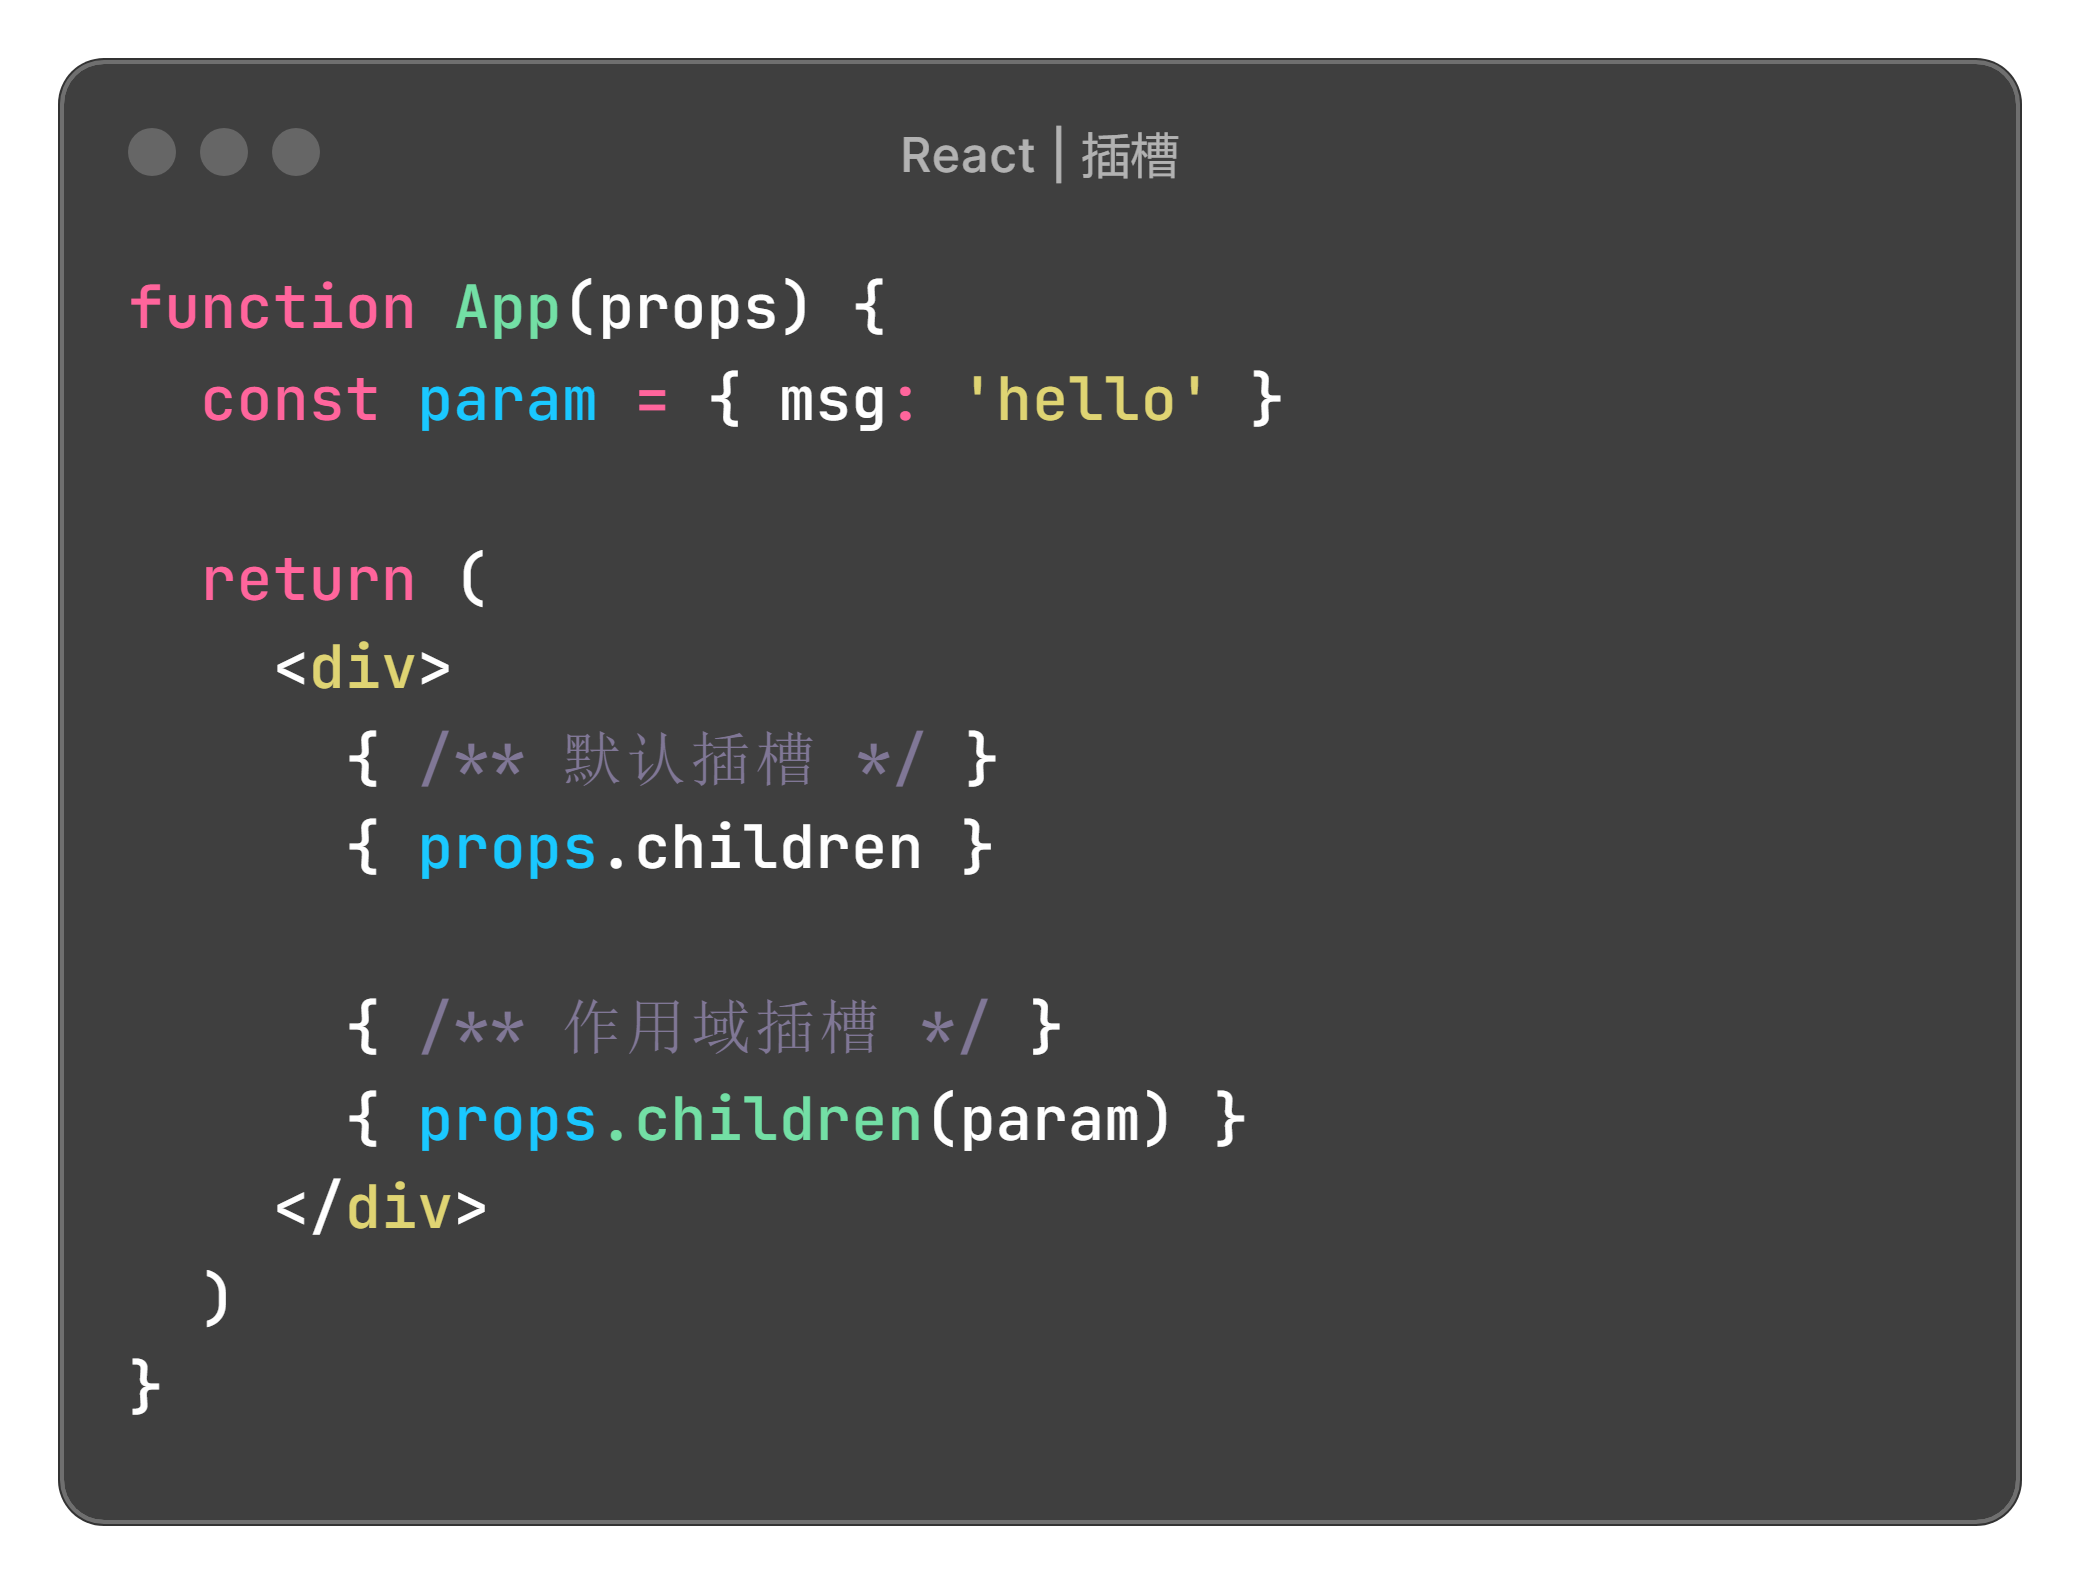 React | 插槽
function App(props) {
  const param = { msg: 'hello' }

  return (
    <div>
      { /** 默认插槽 */ }
      { props.children }

      { /** 作用域插槽 */ }
      { props.children(param) }
    </div>
  )
}